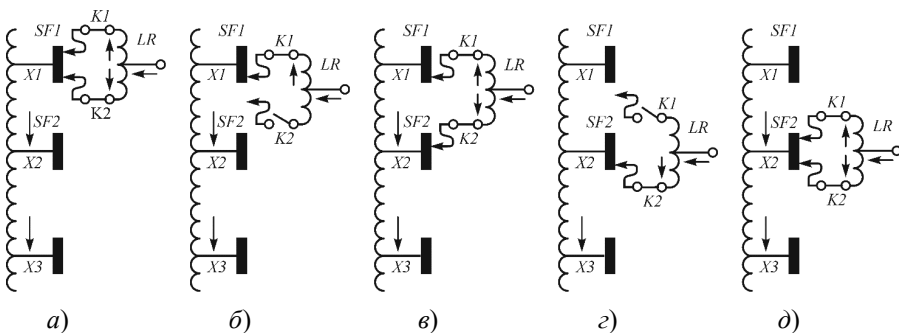 SF1 K1
X1 LR
K2
SF2
X2
X3
а)
SF1 K1
X1 LR
SF2 K2
X2
X3
б)
SF1 K1
X1 LR
SF2 K2
X2
X3
в)
SF1
X1
K1
SF2 LR
X2
K2
X3
г)
SF1
X1
K1
SF2 LR
X2
K2
X3
д)